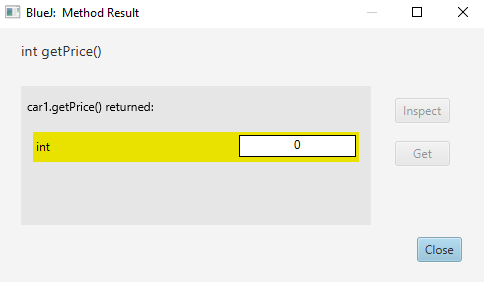 BlueJ:  Method Result
int getPrice()
car1.getPrice() returned:
Inspect
int 0
Get
Close